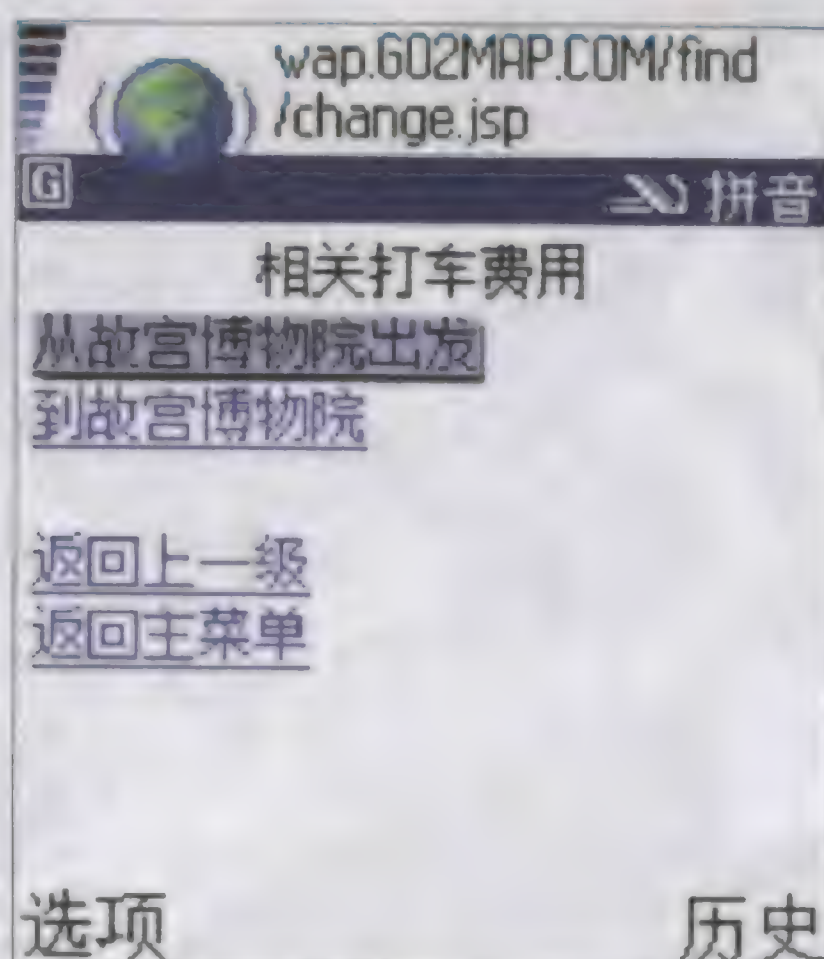 wap.GO2MAP.COM/find
/change.jsp
G 拼音
相关打车费用
从故宫博物院出发
到故宫博物院
返回上一级
返回主菜单
选项 历史